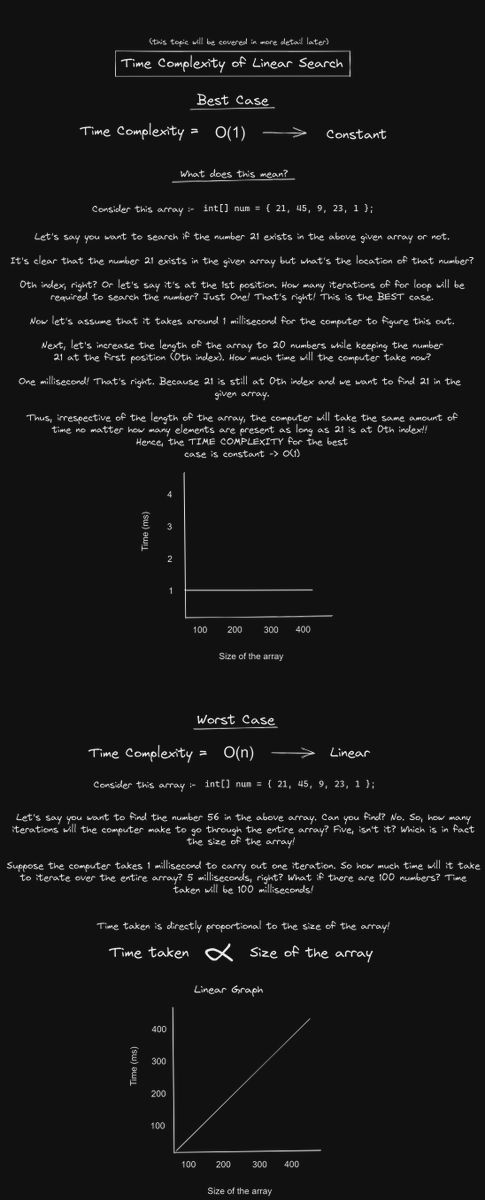 (this topic will be covered in more detail later)
Time Complexity of Linear Search
Best Case
Time Complexity = O(1) → Constant
What does this mean?
Consider this array :- int[] num = { 21, 45, 9, 23, 1 };
Let's say you want to search if the number 21 exists in the above given array or not.
It's clear that the number 21 exists in the given array but what's the location of that number?
0th index, right? Or let's say it's at the 1st position. How many iterations of for loop will be
required to search the number? Just One! That's right! This is the BEST case.
Now let's assume that it takes around 1 millisecond for the computer to figure this out.
Next, let's increase the length of the array to 20 numbers while keeping the number
21 at the first position (0th index). How much time will the computer take now?
One millisecond! That's right. Because 21 is still at 0th index and we want to find 21 in the
given array.
Thus, irrespective of the length of the array, the computer will take the same amount of
time no matter how many elements are present as long as 21 is at 0th index!!
Hence, the TIME COMPLEXITY for the best
case is constant -> O(1)
4
3
2
1
Time (ms)
100 200 300 400
Size of the array
Worst Case
Time Complexity = O(n) → Linear
Consider this array :- int[] num = { 21, 45, 9, 23, 1 };
Let's say you want to find the number 56 in the above array. Can you find? No. So, how many
iterations will the computer make to go through the entire array? Five, isn't it? Which is in fact
the size of the array!
Suppose the computer takes 1 millisecond to carry out one iteration. So how much time will it take
to iterate over the entire array? 5 milliseconds, right? What if there are 100 numbers? Time
taken will be 100 milliseconds!
Time taken is directly proportional to the size of the array!
Time taken ∝ Size of the array
Linear Graph
400
300
200
100
Time (ms)
100 200 300 400
Size of the array